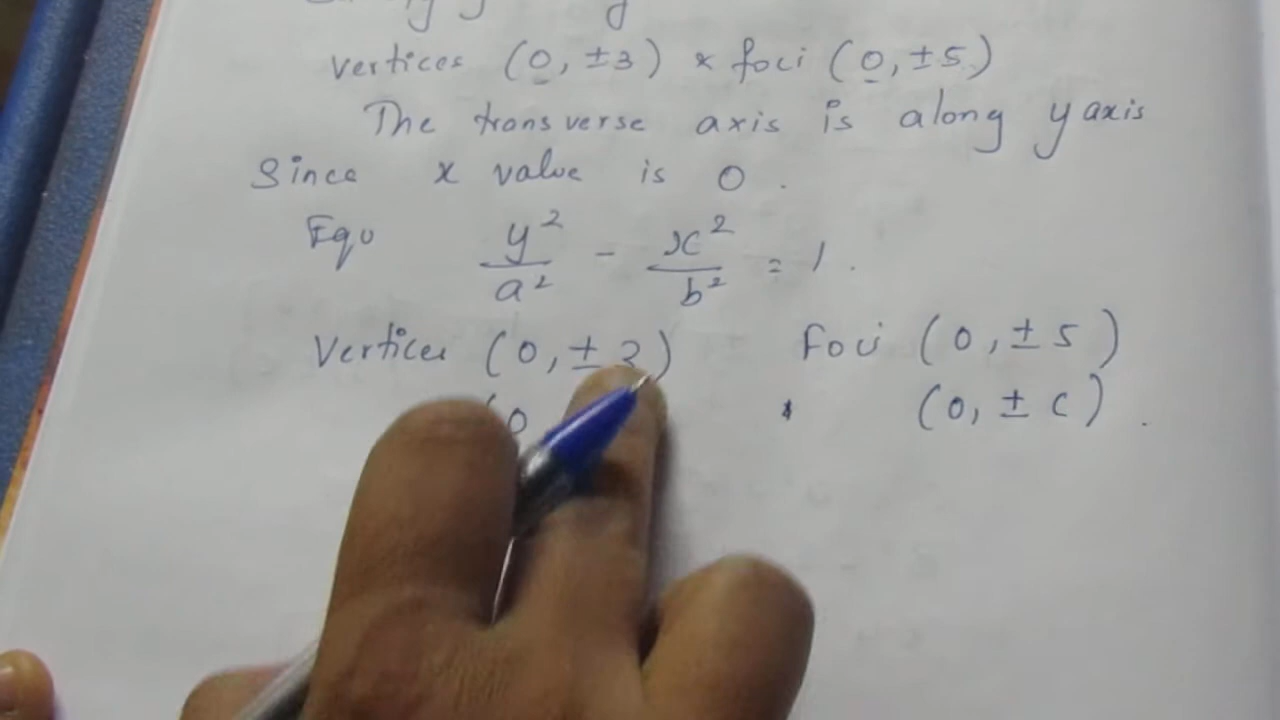 vertices (0, ±3) * foci (0, ±5)
The transverse axis is along y axis
Since x value is 0 .
Equ y² / a² - x² / b² = 1 .
Vertices (0, ±3) Foci (0, ±5)
(0 (0, ± c) .